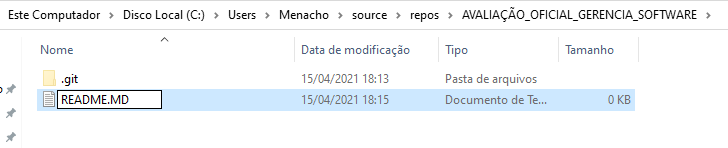 Este Computador > Disco Local (C:) > Users > Menacho > source > repos > AVALIAÇÃO_OFICIAL_GERENCIA_SOFTWARE >
Nome Data de modificação Tipo Tamanho
.git 15/04/2021 18:13 Pasta de arquivos
README.MD 15/04/2021 18:15 Documento de Te... 0 KB